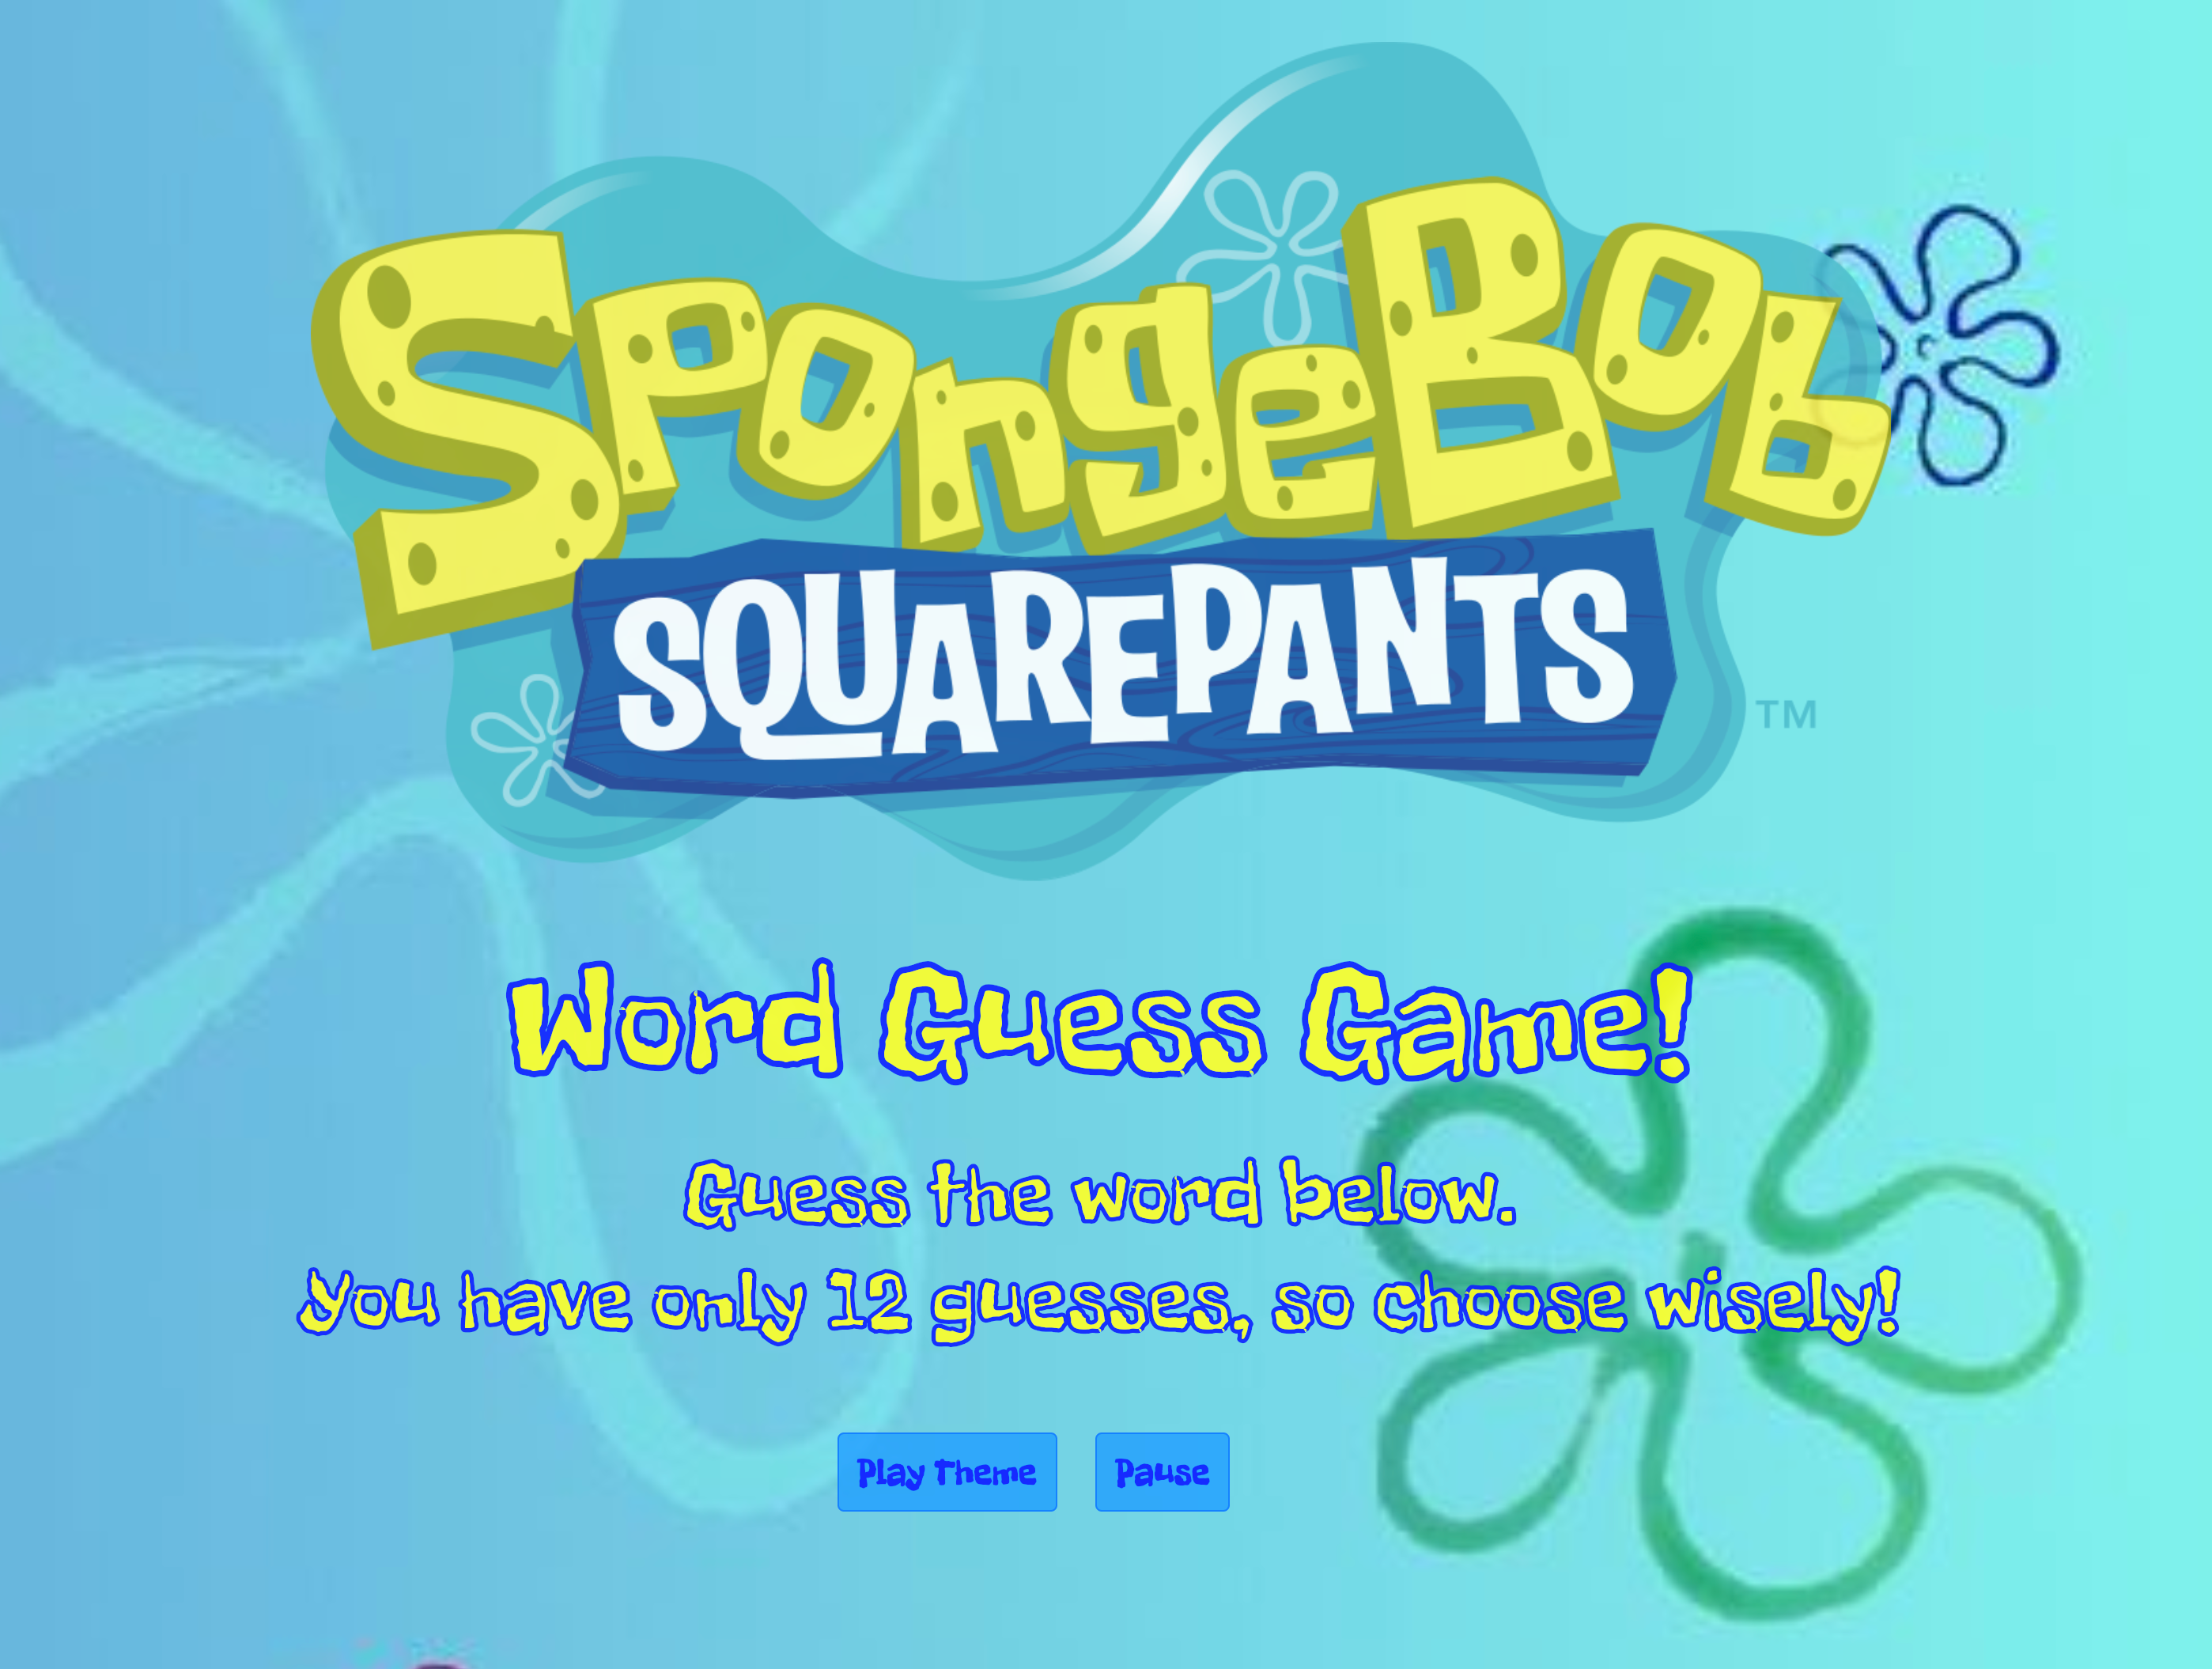 SpongeBob
SQUAREPANTS
TM
Word Guess Game!
Guess the word below.
You have only 12 guesses, so choose wisely!
Play Theme Pause